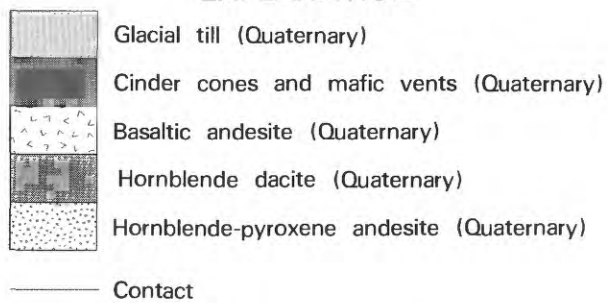 Glacial till (Quaternary)
Cinder cones and mafic vents (Quaternary)
Basaltic andesite (Quaternary)
Hornblende dacite (Quaternary)
Hornblende-pyroxene andesite (Quaternary)
Contact